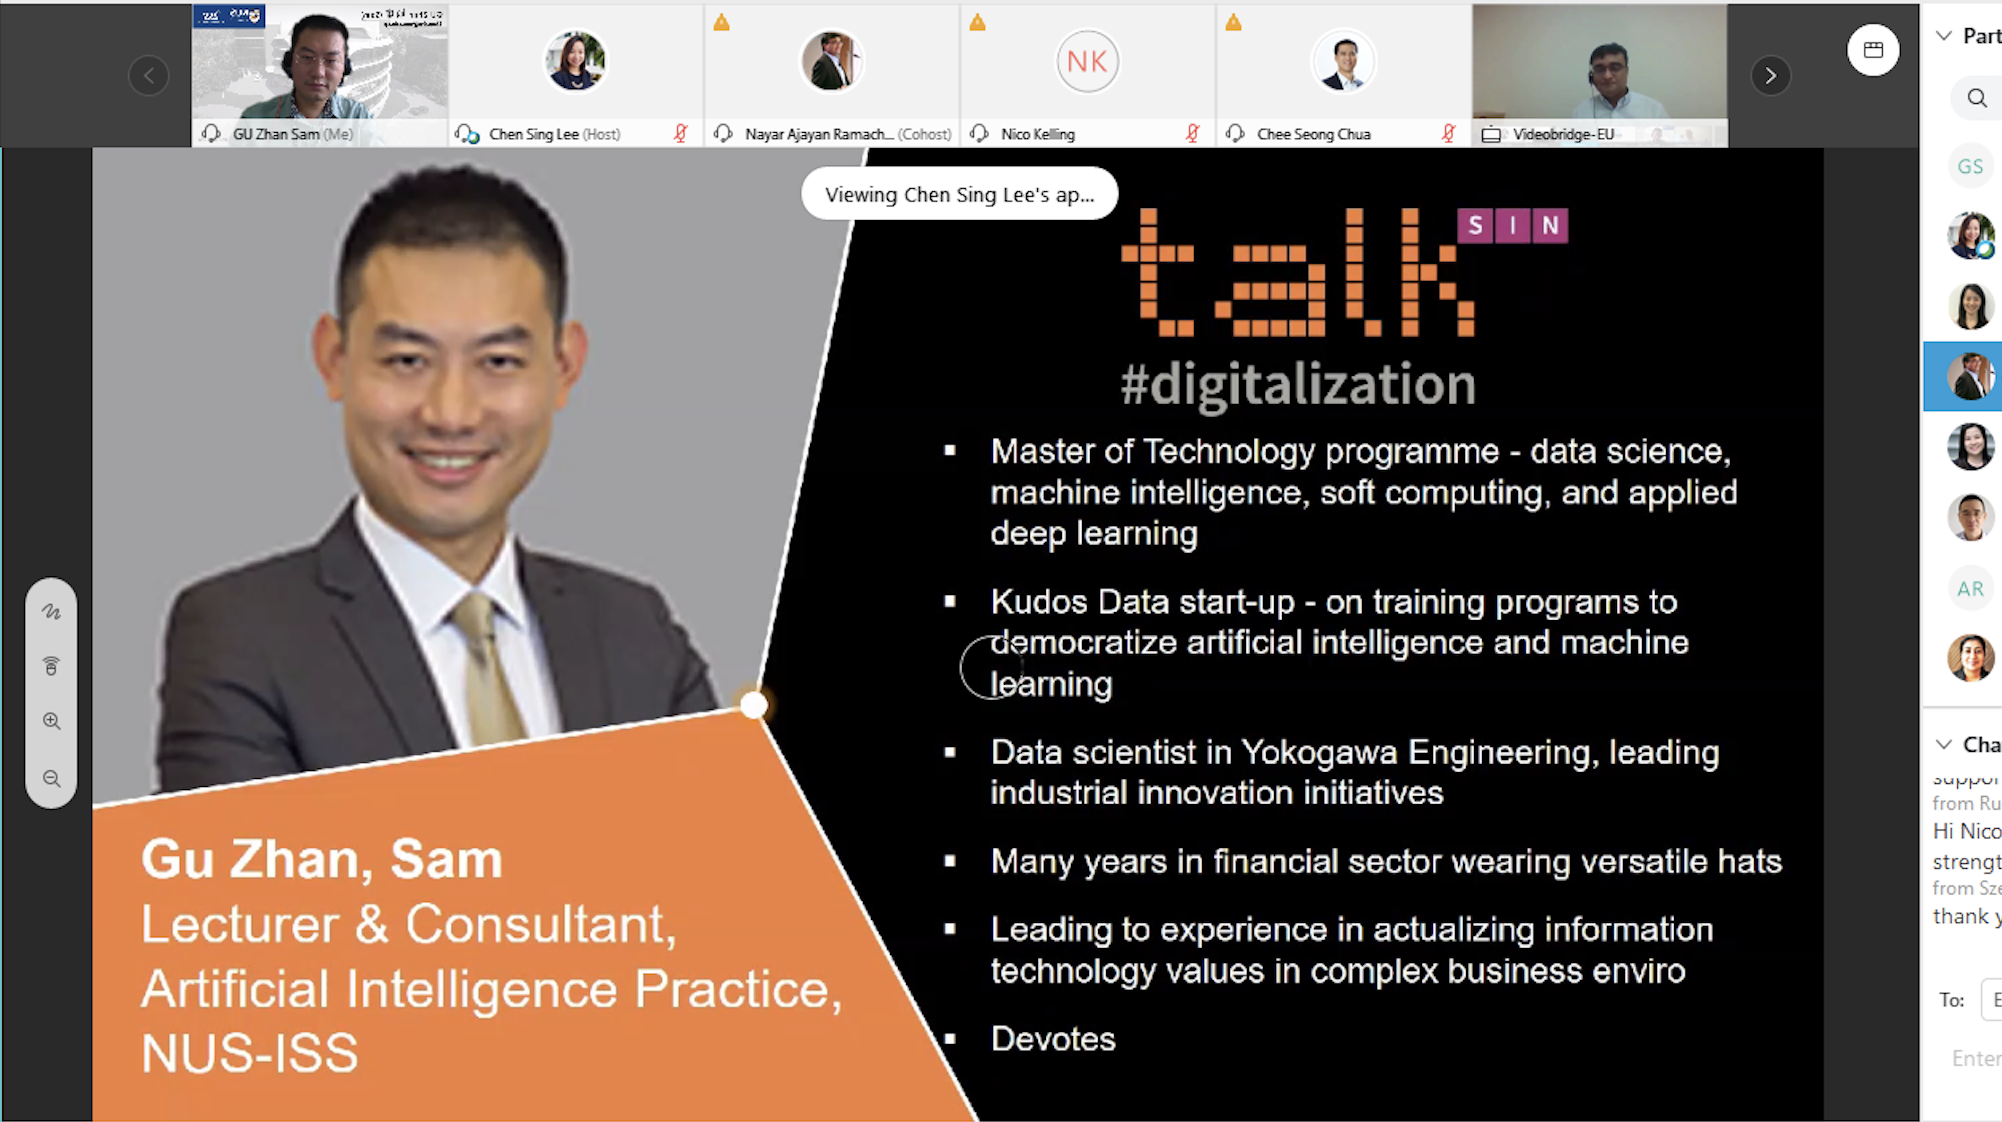 GU Zhan Sam (Me)
Chen Sing Lee (Host)
Nayar Ajayan Ramach... (Cohost)
NK
Nico Kelling
Chee Seong Chua
Videobridge-EU
Part
Viewing Chen Sing Lee's ap...
talk
SIN
#digitalization
▪ Master of Technology programme - data science,
machine intelligence, soft computing, and applied
deep learning
▪ Kudos Data start-up - on training programs to
democratize artificial intelligence and machine
learning
▪ Data scientist in Yokogawa Engineering, leading
industrial innovation initiatives
▪ Many years in financial sector wearing versatile hats
▪ Leading to experience in actualizing information
technology values in complex business enviro
▪ Devotes
Gu Zhan, Sam
Lecturer & Consultant,
Artificial Intelligence Practice,
NUS-ISS
GS
AR
Cha
suppor
from Ru
Hi Nico
strengt
from Sze
thank y
To: E
Enter